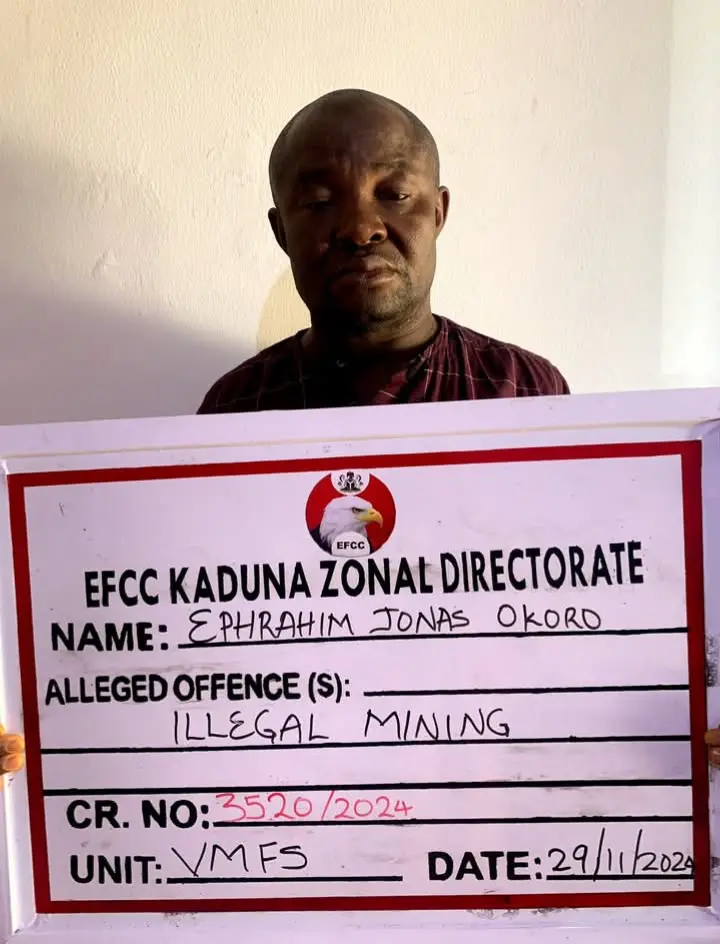 EFCC
EFCC KADUNA ZONAL DIRECTORATE
NAME: EPHRAHIM JONAS OKORO
ALLEGED OFFENCE (S):
ILLEGAL MINING
CR. NO: 3520/2024
UNIT: VMFS DATE: 29/11/2024